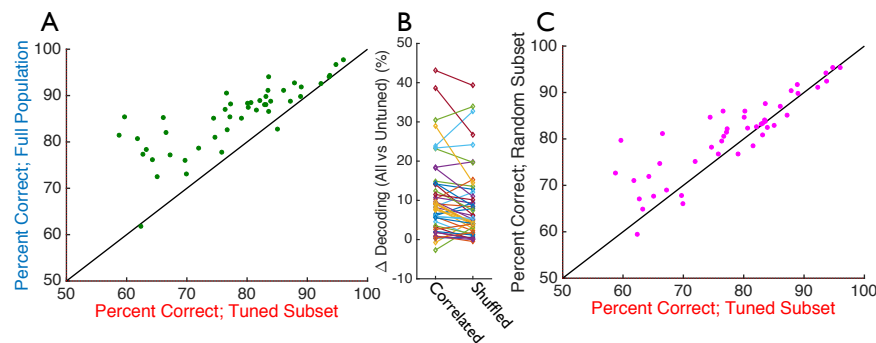 A
Percent Correct; Full Population
100
90
80
70
60
50
50 60 70 80 90 100
Percent Correct; Tuned Subset
B
Δ Decoding (All vs Untuned) (%)
50
40
30
20
10
0
-10
Correlated
Shuffled
C
Percent Correct; Random Subset
100
90
80
70
60
50
50 60 70 80 90 100
Percent Correct; Tuned Subset